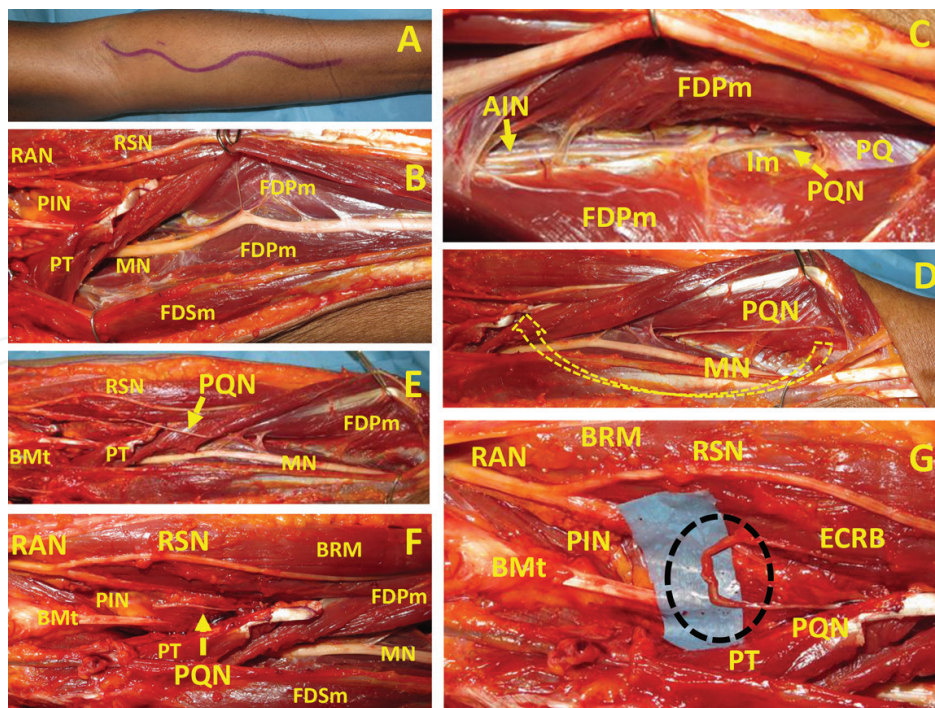 A
RSN
RAN
B
FDPm
PIN
FDPm
PT
MN
FDSm
C
FDPm
AIN
Im
PQ
PQN
FDPm
D
PQN
MN
RSN
PQN
E
FDPm
BMt
PT
MN
RAN
RSN
BRM
F
PIN
FDPm
BMt
PT
MN
PQN
FDSm
BRM
RAN
RSN
G
PIN
ECRB
BMt
PQN
PT